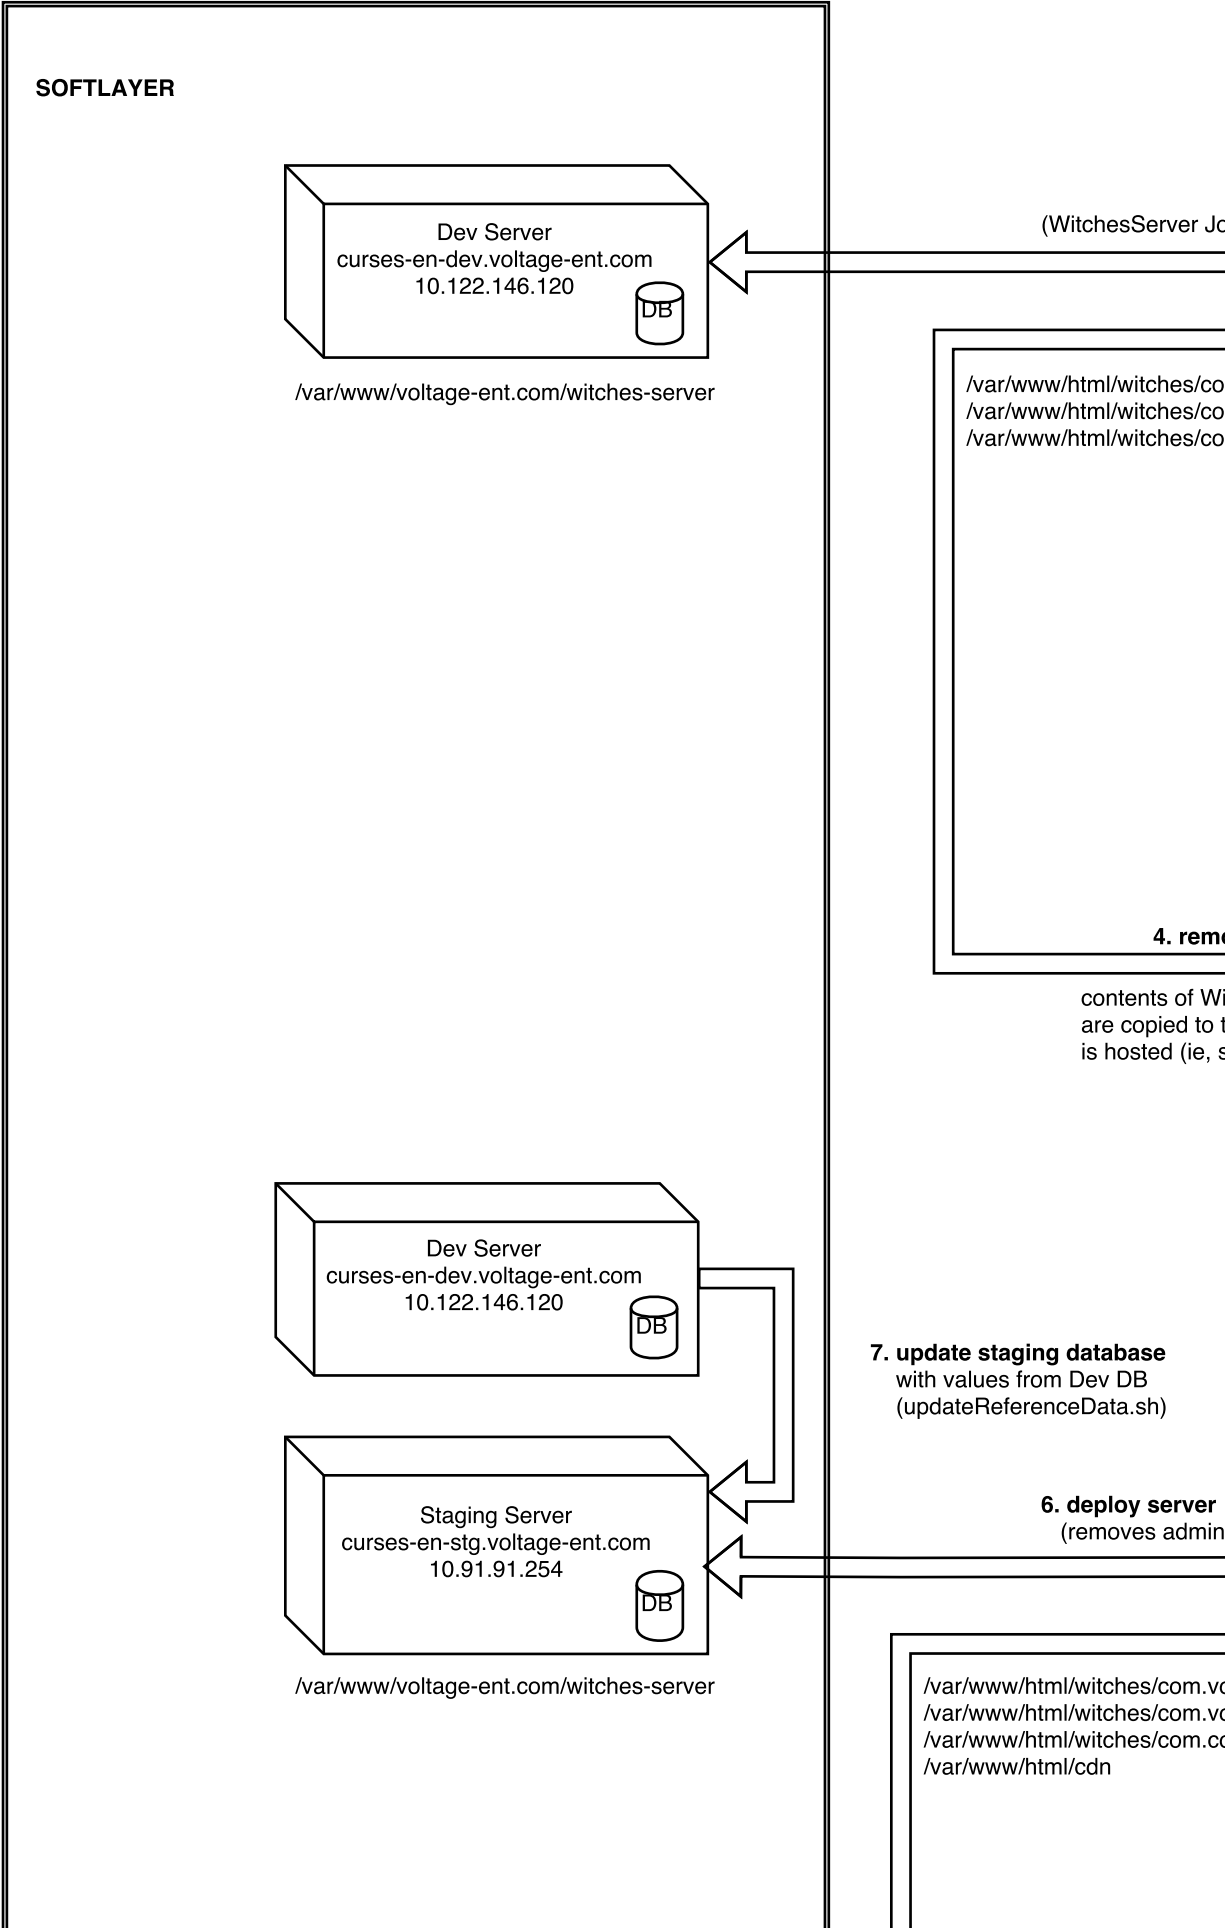 SOFTLAYER
Dev Server
curses-en-dev.voltage-ent.com
10.122.146.120
DB
/var/www/voltage-ent.com/witches-server
(WitchesServer
/var/www/html/witches/co
/var/www/html/witches/co
/var/www/html/witches/co
4.
contents of
are copied to
is hosted (ie,
Dev Server
curses-en-dev.voltage-ent.com
10.122.146.120
DB
7. update staging database
with values from Dev DB
(updateReferenceData.sh)
Staging Server
curses-en-stg.voltage-ent.com
10.91.91.254
DB
/var/www/voltage-ent.com/witches-server
6. deploy server
(removes admin
/var/www/html/witches/com.vo
/var/www/html/witches/com.vo
/var/www/html/witches/com.co
/var/www/html/cdn